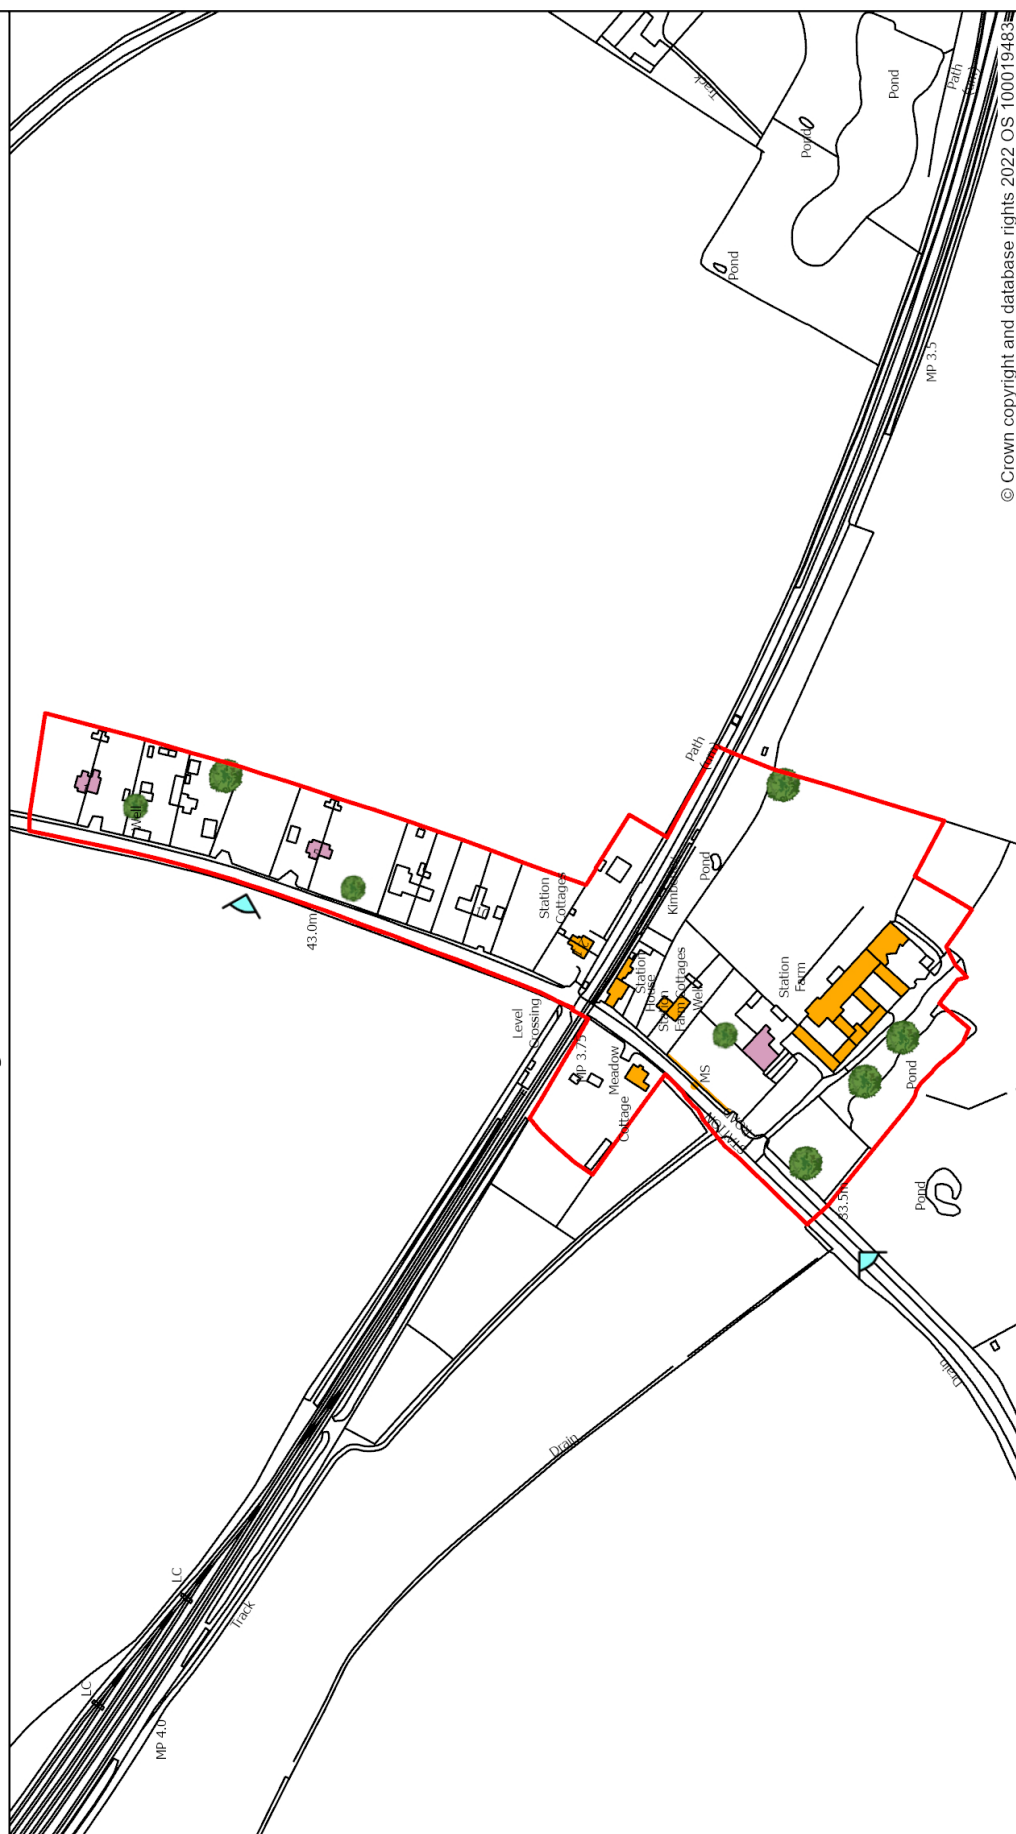 Track
Pond
Path
(um)
Pond
Pond
MP 3.5
© Crown copyright and database rights 2022 OS 100019483
Well
43.0m
Station
Cottages
Path
(um)
Pond
Level
Crossing
MP 3.75
Station
House
Station
Farm Cottages
Well
Station
Farm
Meadow
Cottage
MS
Pond
33.5m
Pond
Drain
Drain
LC
Track
LC
MP 4.0